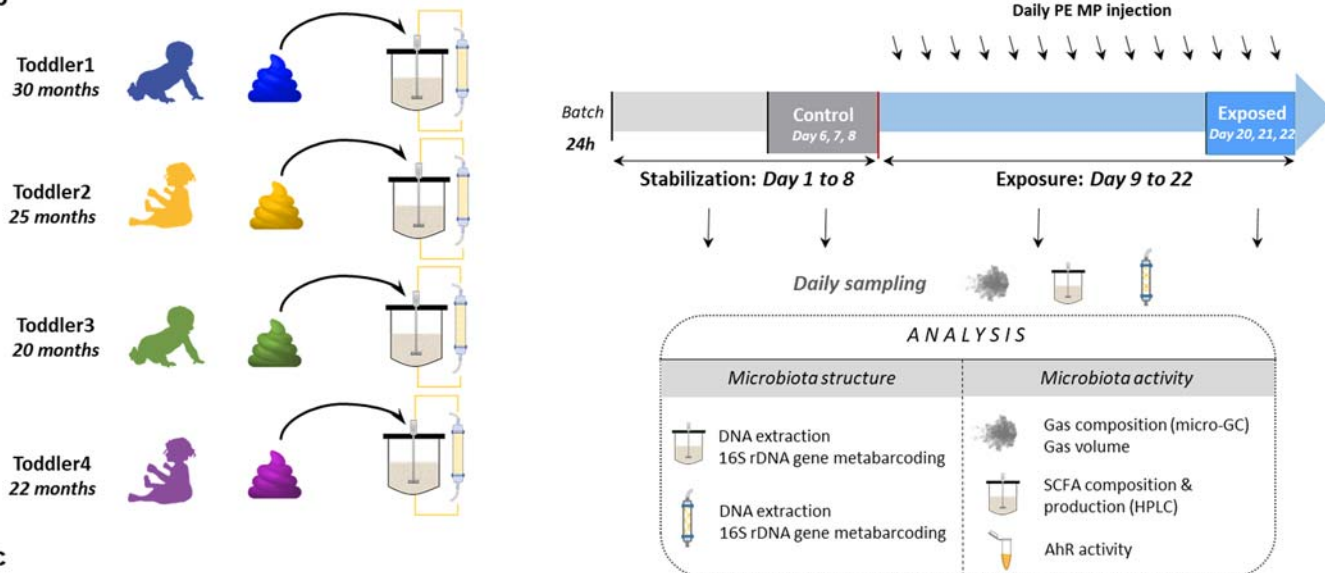 Toddler1
30 months
Toddler2
25 months
Toddler3
20 months
Toddler4
22 months
Daily PE MP injection
Batch
24h
Control
Day 6, 7, 8
Exposed
Day 20, 21, 22
Stabilization: Day 1 to 8
Exposure: Day 9 to 22
Daily sampling
ANALYSIS
Microbiota structure
Microbiota activity
DNA extraction
16S rDNA gene metabarcoding
DNA extraction
16S rDNA gene metabarcoding
Gas composition (micro-GC)
Gas volume
SCFA composition &
production (HPLC)
AhR activity